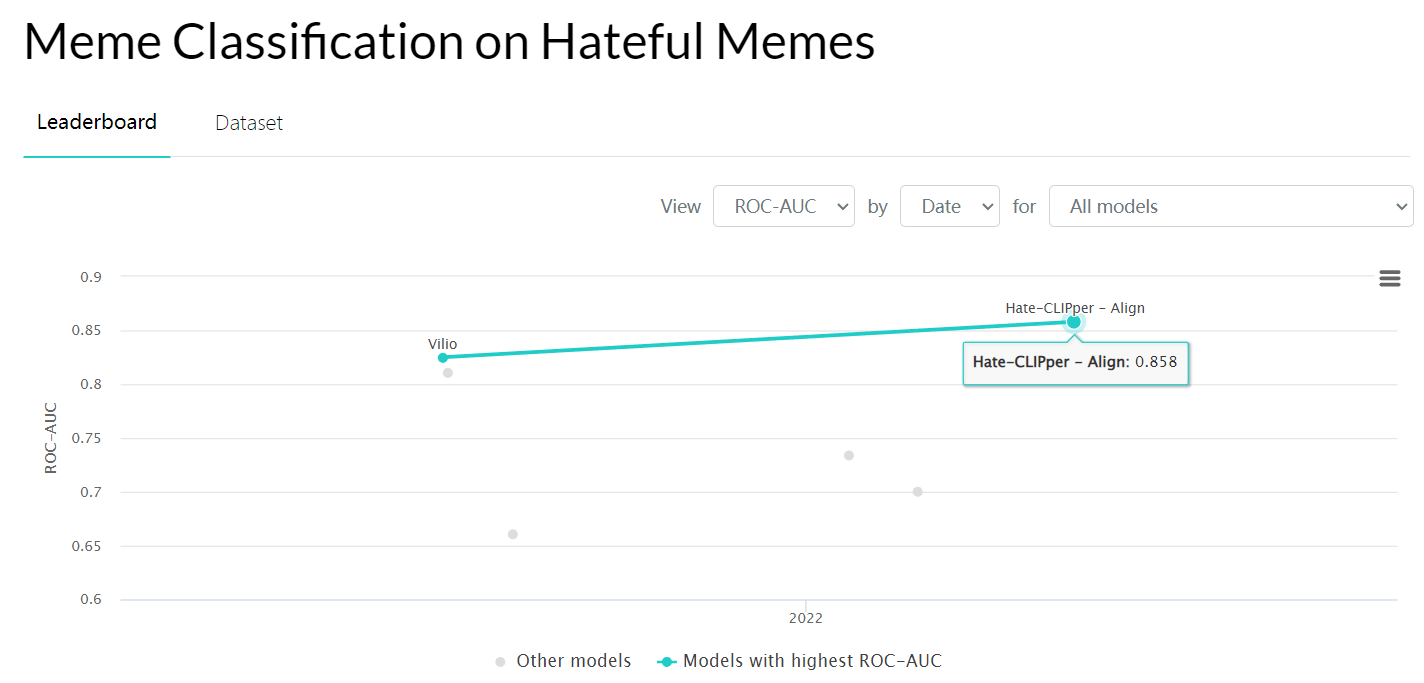 Meme Classification on Hateful Memes
Leaderboard Dataset
View ROC-AUC by Date for All models
0.9
Hate-CLIPper - Align
0.85
Vilio
Hate-CLIPper - Align: 0.858
0.8
ROC-AUC
0.75
0.7
0.65
0.6
2022
Other models Models with highest ROC-AUC